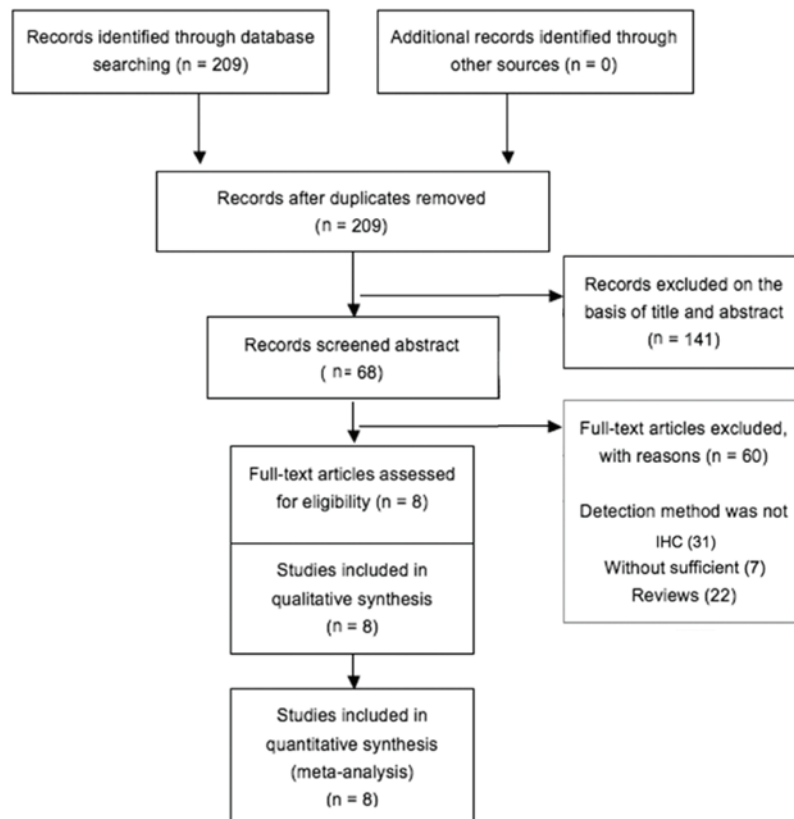 Records identified through database
searching (n = 209)
Additional records identified through
other sources (n = 0)
Records after duplicates removed
(n = 209)
Records excluded on the
basis of title and abstract
(n = 141)
Records screened abstract
( n= 68)
Full-text articles excluded,
with reasons (n = 60)
Detection method was not
IHC (31)
Without sufficient (7)
Reviews (22)
Full-text articles assessed
for eligibility (n = 8)
Studies included in
qualitative synthesis
(n = 8)
Studies included in
quantitative synthesis
(meta-analysis)
(n = 8)